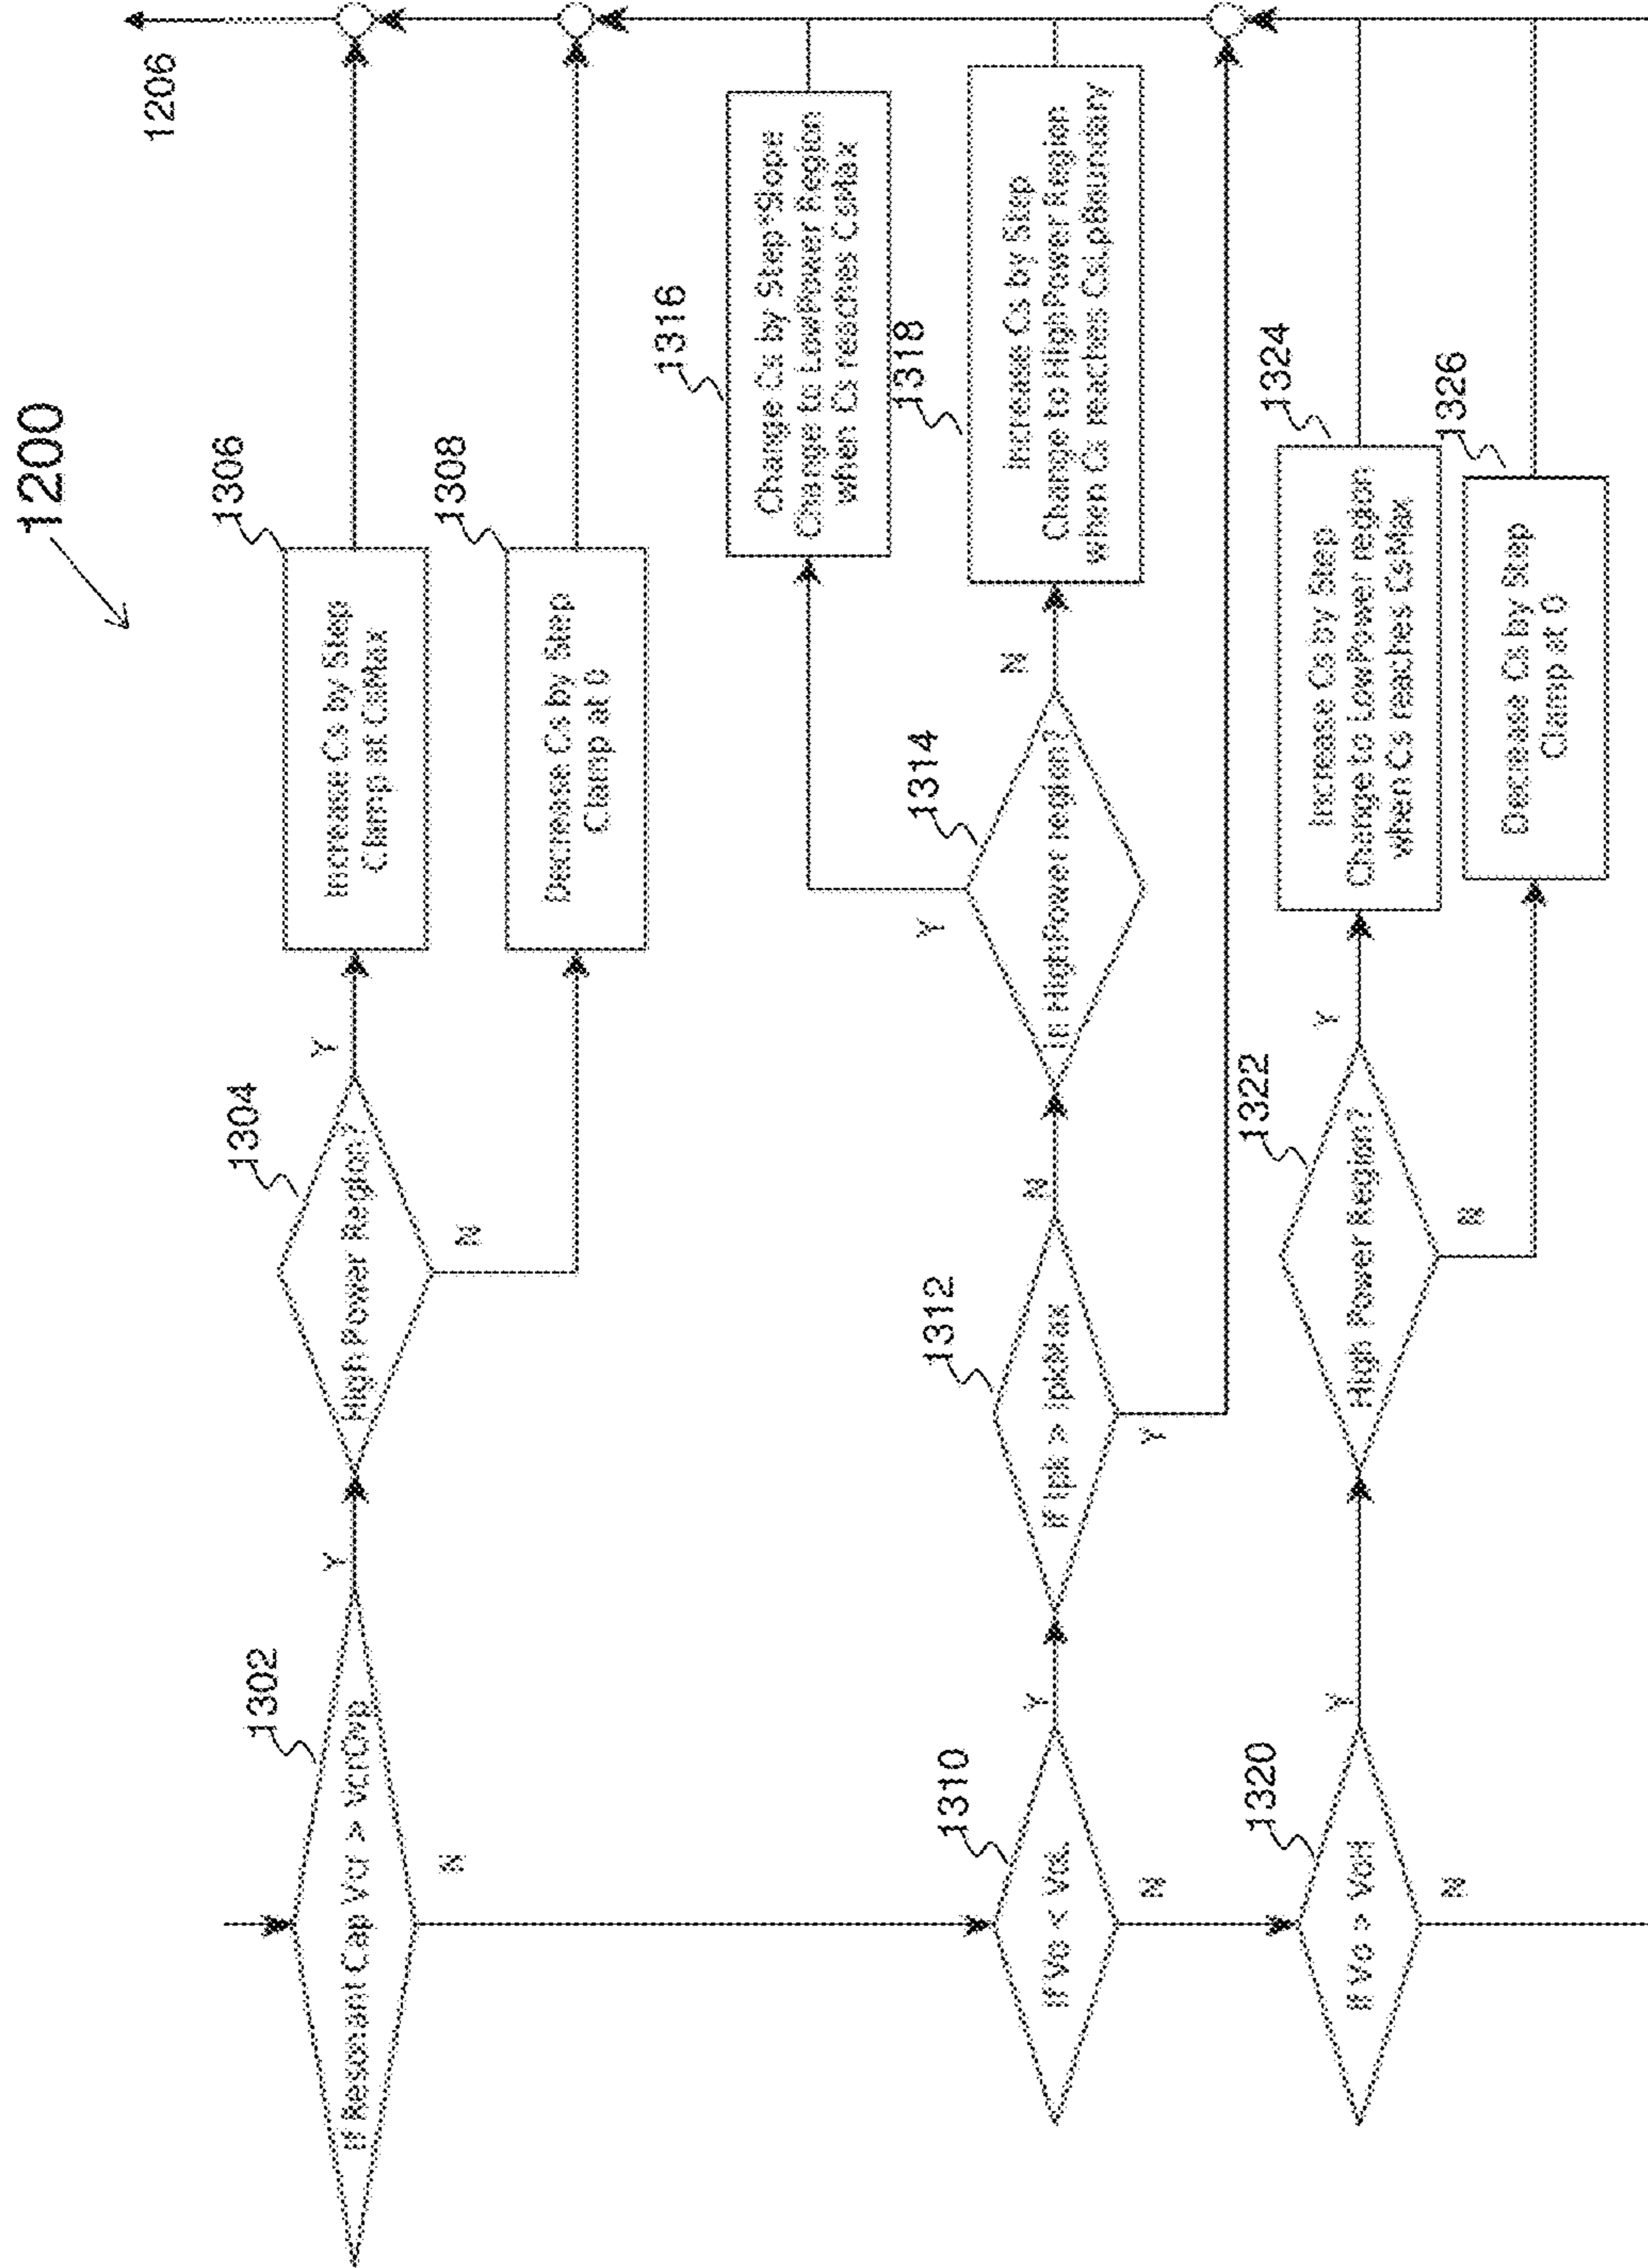 1200
1206
1302
If Resonant Cap Vcr > VcrOvp
Y
N
1304
High Power Region?
Y
N
1306
Increase Cs by Step
Clamp at CsMax
1308
Decrease Cs by Step
Clamp at 0
1310
If Vo < VoL
Y
N
1312
If Ipk > IpkMax
N
Y
1314
In HighPower region?
Y
N
1316
Change Cs by Step*Slope
Change to LowPower Region
when Cs reaches CsMax
1318
Increase Cs by Step
Change to HighPower Region
when Cs reaches CsLpBoundary
1320
If Vo > VoH
Y
N
1322
High Power Region?
Y
N
1324
Increase Cs by Step
Change to LowPower region
when Cs reaches CsMax
1326
Decrease Cs by Step
Clamp at 0